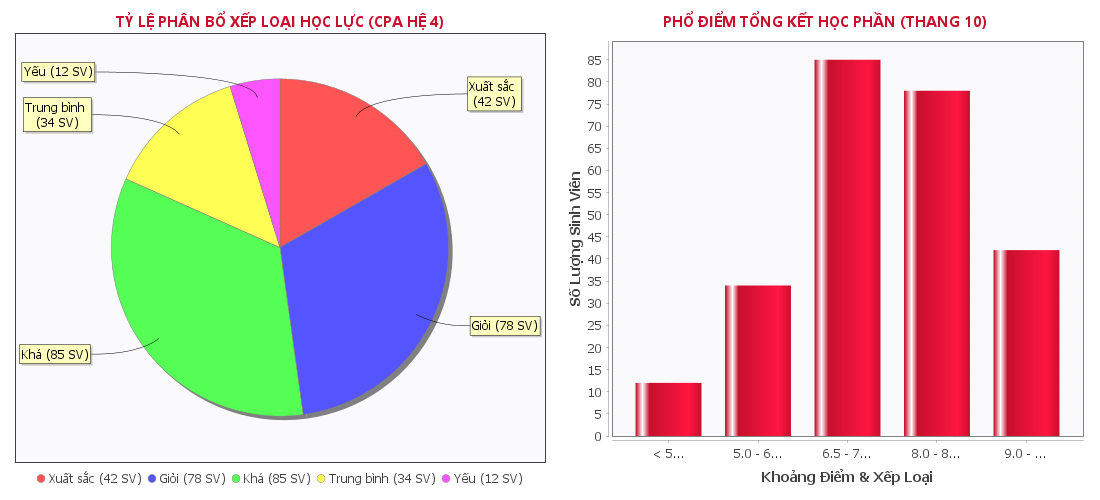 TỶ LỆ PHÂN BỔ XẾP LOẠI HỌC LỰC (CPA HỆ 4)
Yếu (12 SV)
Xuất sắc
(42 SV)
Trung bình
(34 SV)
Giỏi (78 SV)
Khá (85 SV)
Xuất sắc (42 SV)
Giỏi (78 SV)
Khá (85 SV)
Trung bình (34 SV)
Yếu (12 SV)
PHỔ ĐIỂM TỔNG KẾT HỌC PHẦN (THANG 10)
Số Lượng Sinh Viên
85
80
75
70
65
60
55
50
45
40
35
30
25
20
15
10
5
0
< 5...
5.0 - 6...
6.5 - 7...
8.0 - 8...
9.0 - ...
Khoảng Điểm & Xếp Loại